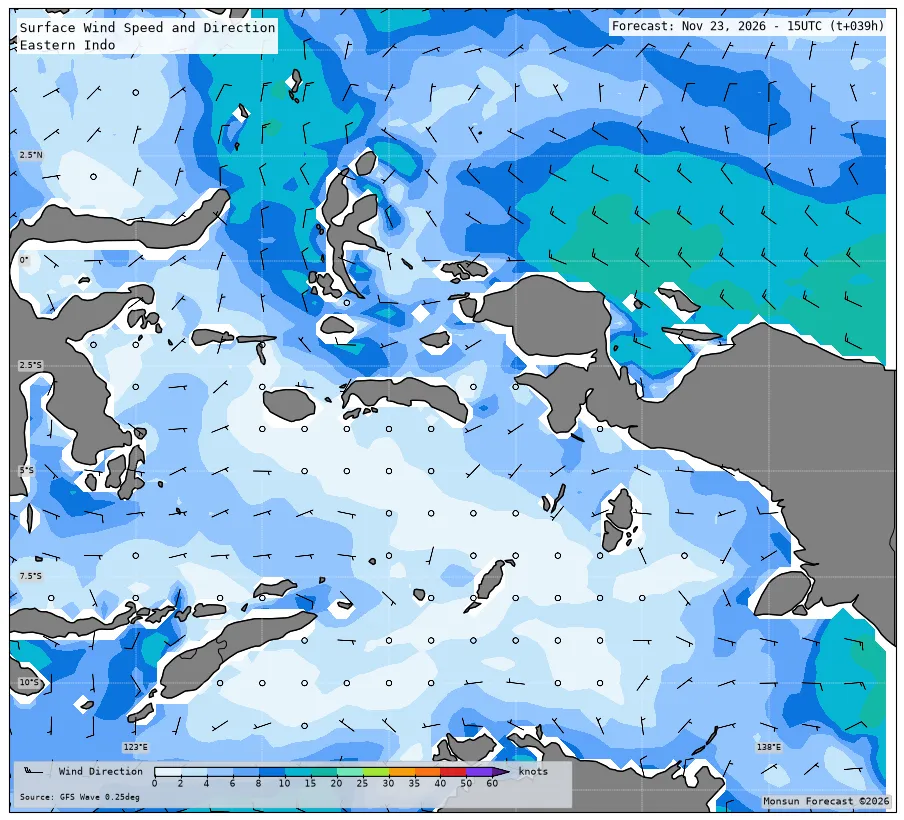 Surface Wind Speed and Direction
Eastern Indo
Forecast: Nov 23, 2026 - 15UTC (t+039h)
2.5°N
0°
2.5°S
5°S
7.5°S
10°S
123°E
138°E
Wind Direction
0 2 4 6 8 10 15 20 25 30 35 40 50 60
knots
Source: GFS Wave 0.25deg
Monsun Forecast ©2026